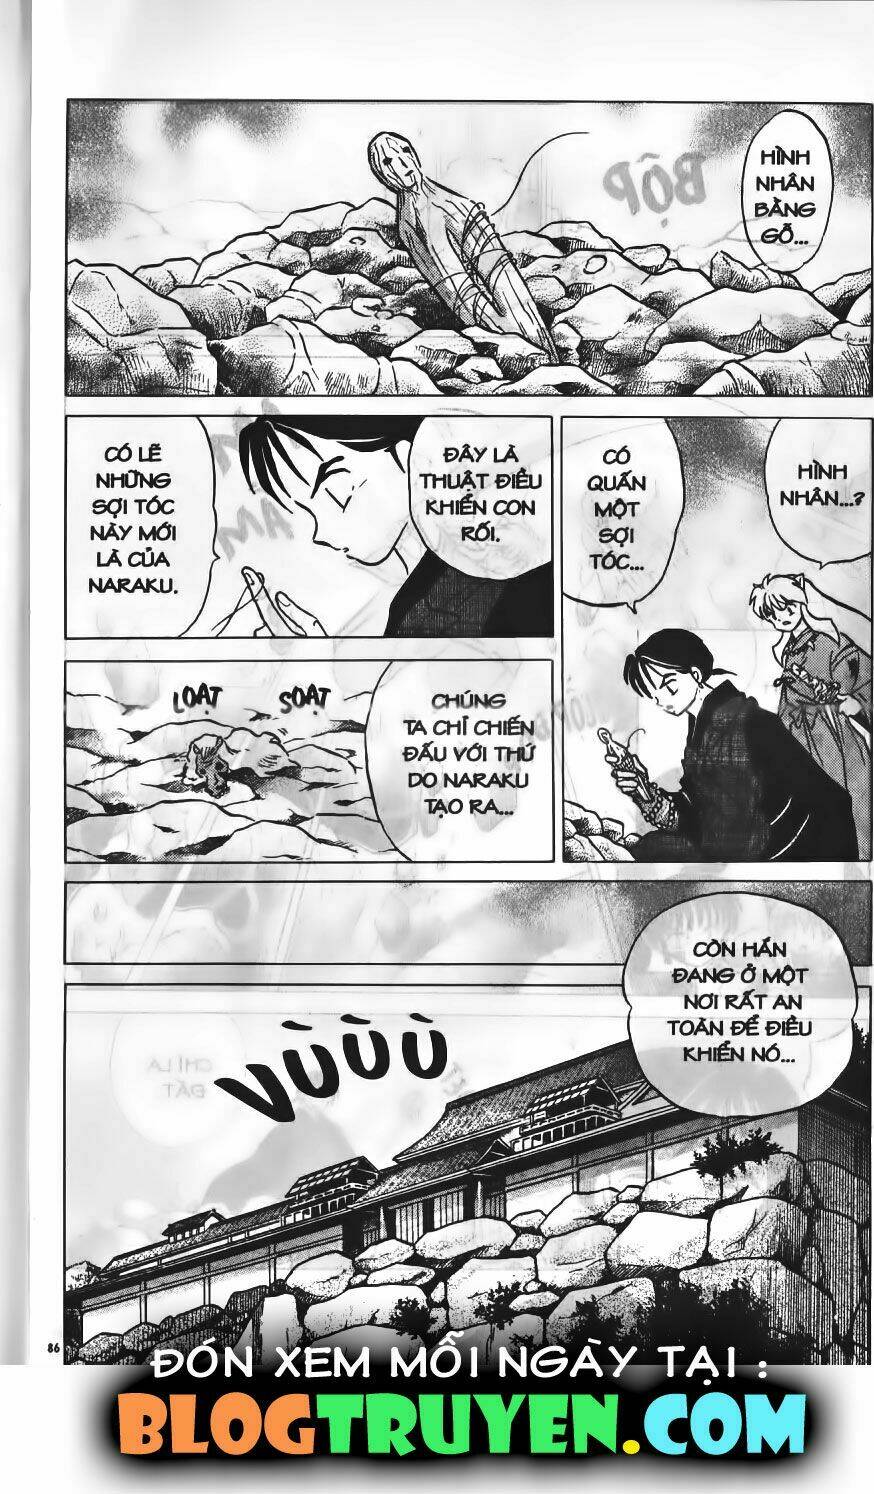 HÌNH
NHÂN
BẰNG
GỖ...
BỘP
HÌNH
NHÂN...?
CÓ
QUẤN
MỘT
SỢI
TÓC...
ĐÂY LÀ
THUẬT ĐIỀU
KHIỂN CON
RỐI.
CÓ LẼ
NHỮNG
SỢI TÓC
NÀY MỚI
LÀ CỦA
NARAKU.
CHÚNG
TA CHỈ CHIẾN
ĐẤU VỚI THỨ
DO NARAKU
TẠO RA...
LOẠT SOẠT
CÒN HẮN
ĐANG Ở MỘT
NƠI RẤT AN
TOÀN ĐỂ ĐIỀU
KHIỂN NÓ...
VÙÙÙ
86
ĐÓN XEM MỖI NGÀY TẠI :
BLOGTRUYEN.COM